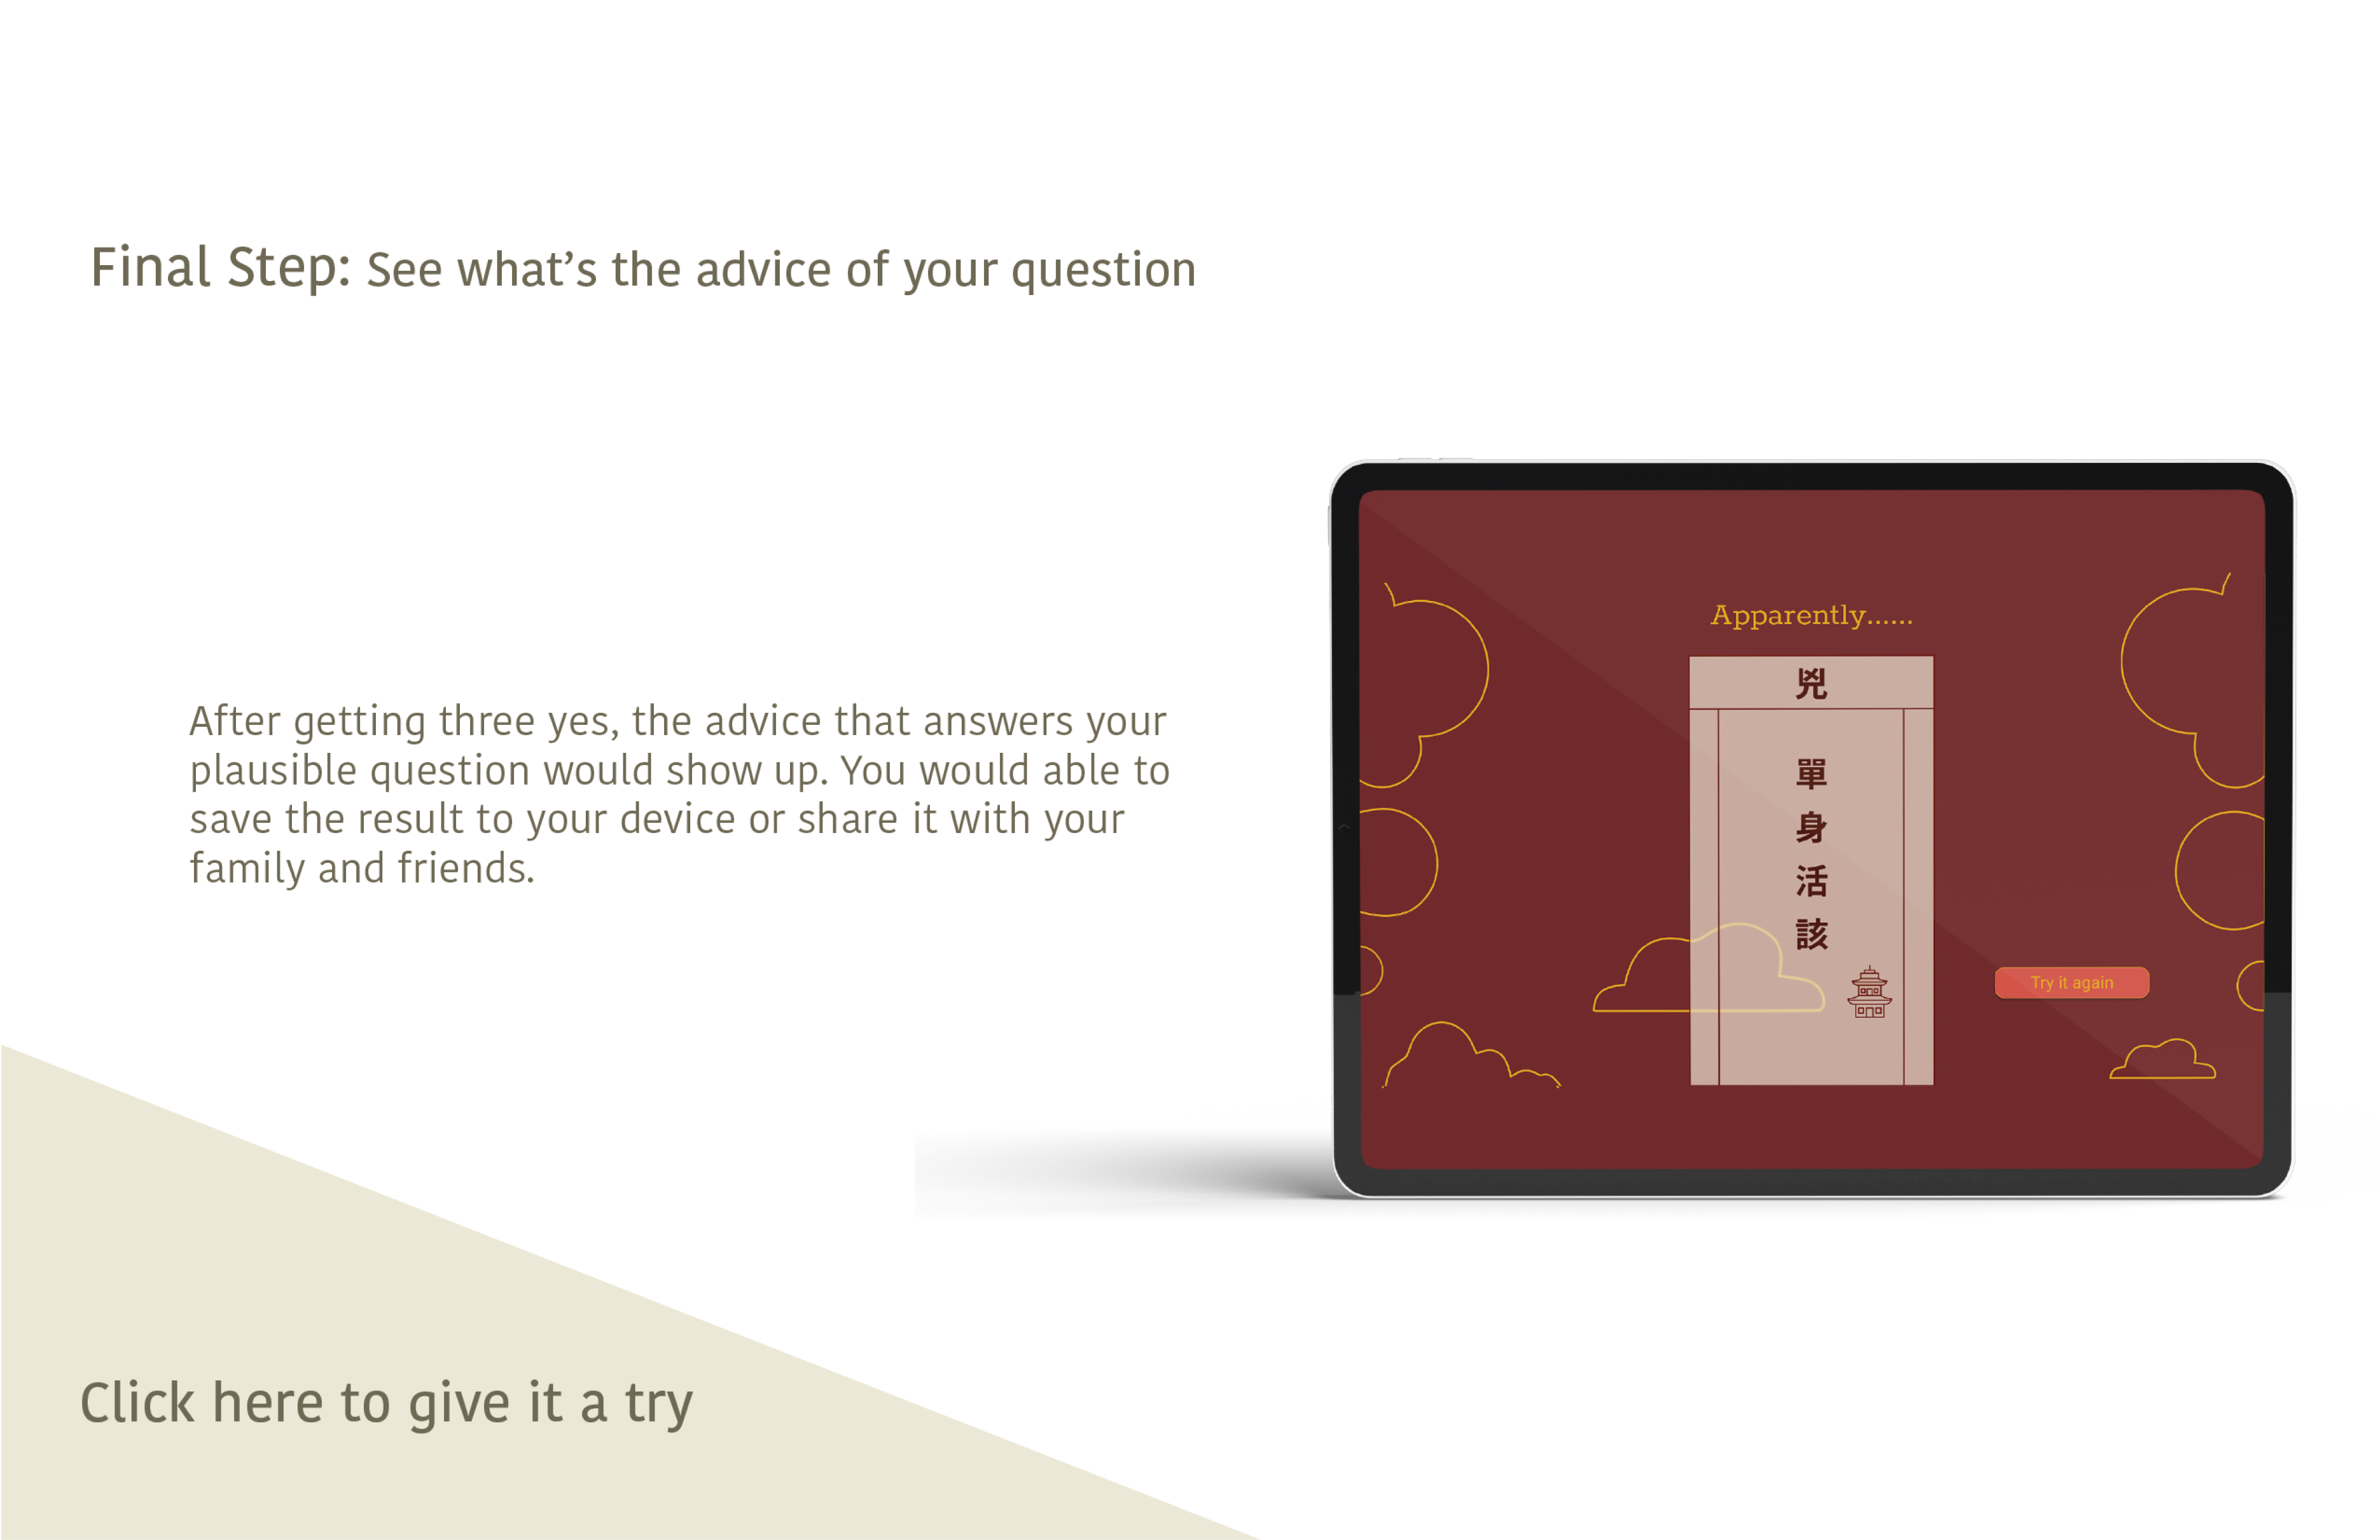 Final Step: See what’s the advice of your question
After getting three yes, the advice that answers your
plausible question would show up. You would able to
save the result to your device or share it with your
family and friends.
Apparently......
兇
單身活該
Try it again
Click here to give it a try